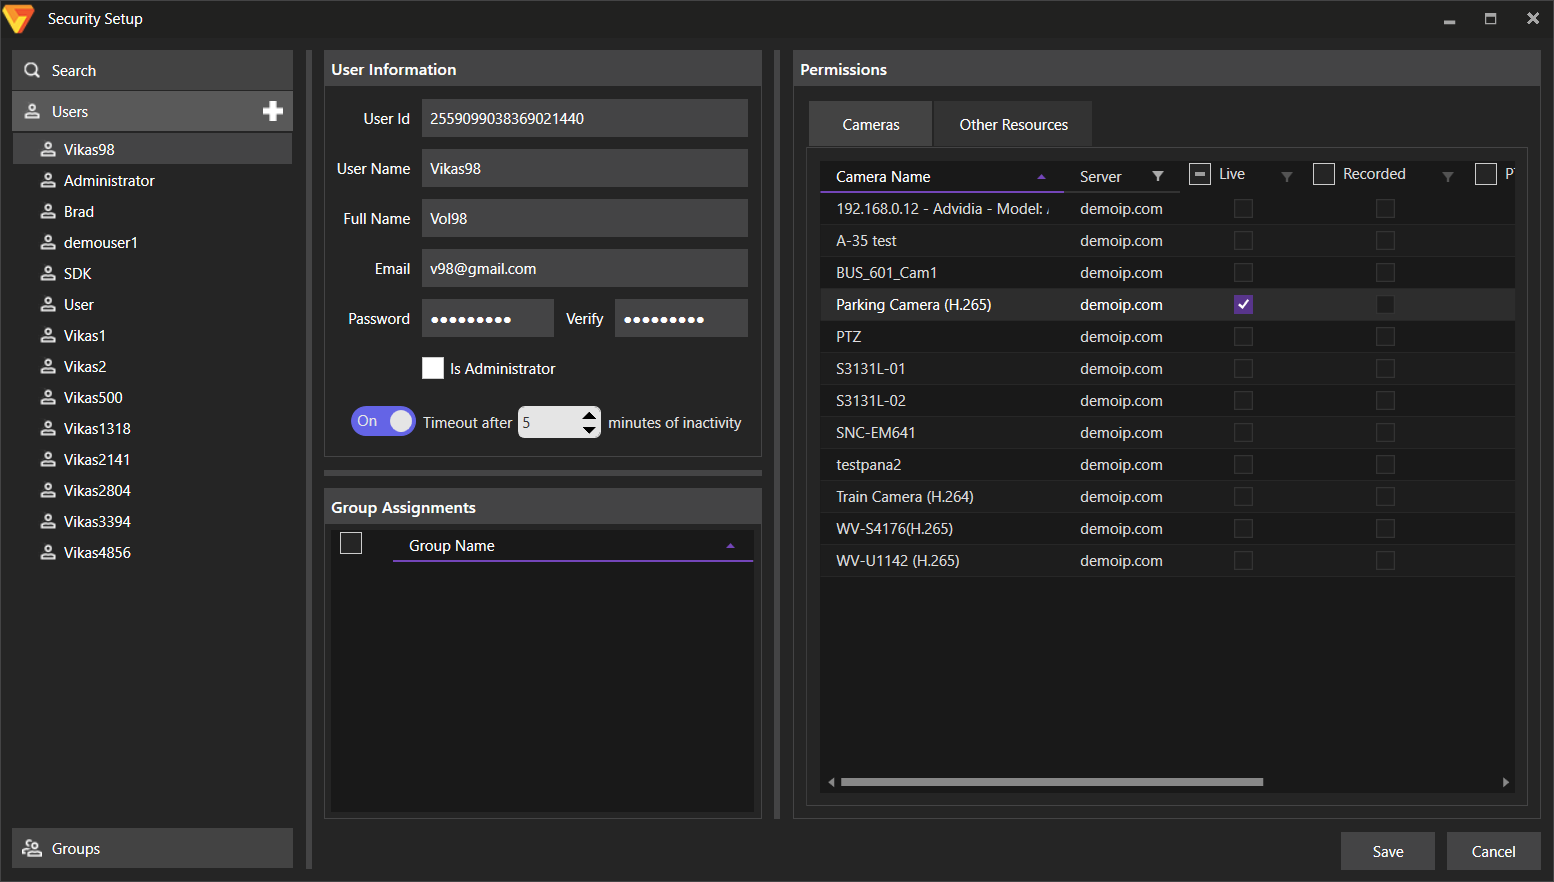 Security Setup
Search
Users
Vikas98
Administrator
Brad
demouser1
SDK
User
Vikas1
Vikas2
Vikas500
Vikas1318
Vikas2141
Vikas2804
Vikas3394
Vikas4856
Groups
User Information
User Id 2559099038369021440
User Name Vikas98
Full Name Vol98
Email v98@gmail.com
Password ●●●●●●●●● Verify ●●●●●●●●●
Is Administrator
On Timeout after 5 minutes of inactivity
Group Assignments
Group Name
Permissions
Cameras Other Resources
Camera Name Server Live Recorded
192.168.0.12 - Advidia - Model: demoip.com
A-35 test demoip.com
BUS_601_Cam1 demoip.com
Parking Camera (H.265) demoip.com
PTZ demoip.com
S3131L-01 demoip.com
S3131L-02 demoip.com
SNC-EM641 demoip.com
testpana2 demoip.com
Train Camera (H.264) demoip.com
WV-S4176(H.265) demoip.com
WV-U1142 (H.265) demoip.com
Save Cancel